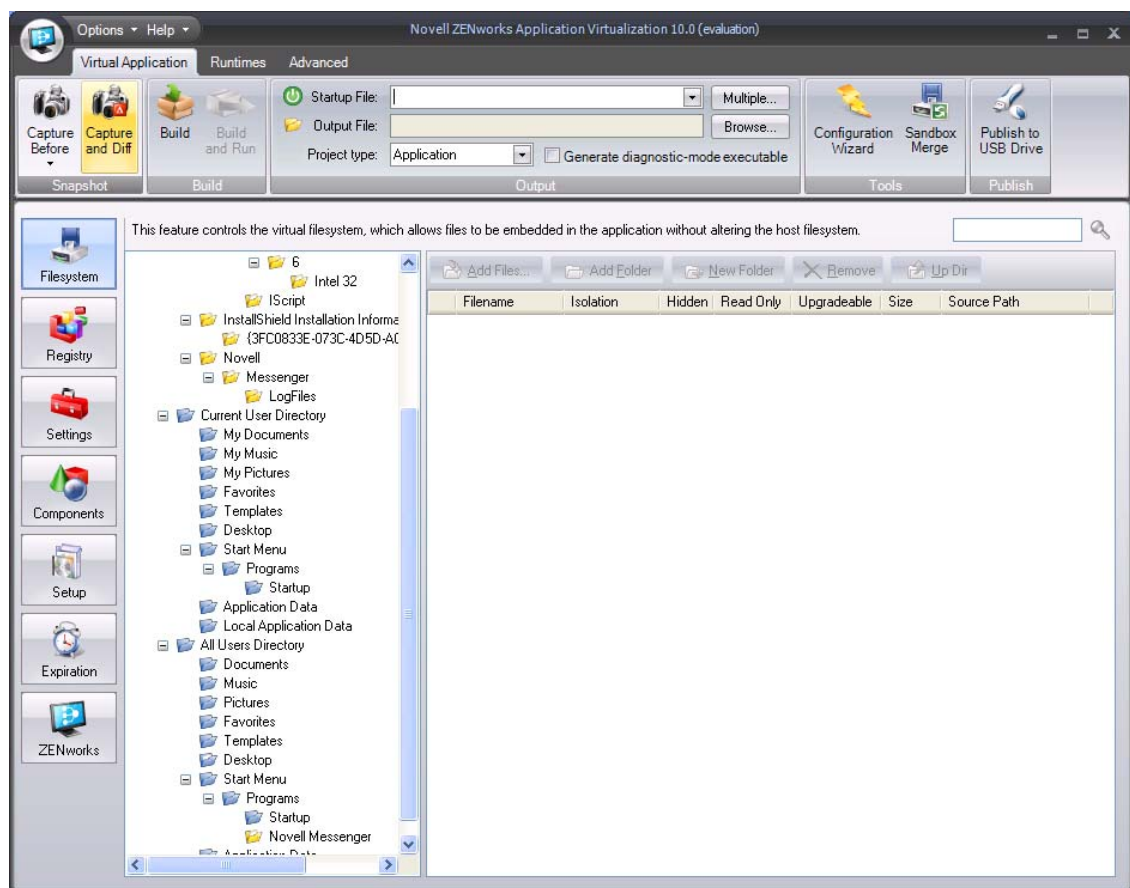 Options Help Novell ZENworks Application Virtualization 10.0 (evaluation)
Virtual Application Runtimes Advanced
Capture Before
Capture and Diff
Snapshot
Build
Build and Run
Build
Startup File: Multiple...
Output File: Browse...
Project type: Application Generate diagnostic-mode executable
Output
Configuration Wizard
Sandbox Merge
Tools
Publish to USB Drive
Publish
This feature controls the virtual filesystem, which allows files to be embedded in the application without altering the host filesystem.
Filesystem
Registry
Settings
Components
Setup
Expiration
ZENworks
6
Intel 32
IScript
InstallShield Installation Informa
{3FC0833E-073C-4D5D-AC
Novell
Messenger
LogFiles
Current User Directory
My Documents
My Music
My Pictures
Favorites
Templates
Desktop
Start Menu
Programs
Startup
Application Data
Local Application Data
All Users Directory
Documents
Music
Pictures
Favorites
Templates
Desktop
Start Menu
Programs
Startup
Novell Messenger
Application Data
Add Files... Add Folder New Folder Remove Up Dir
Filename Isolation Hidden Read Only Upgradeable Size Source Path